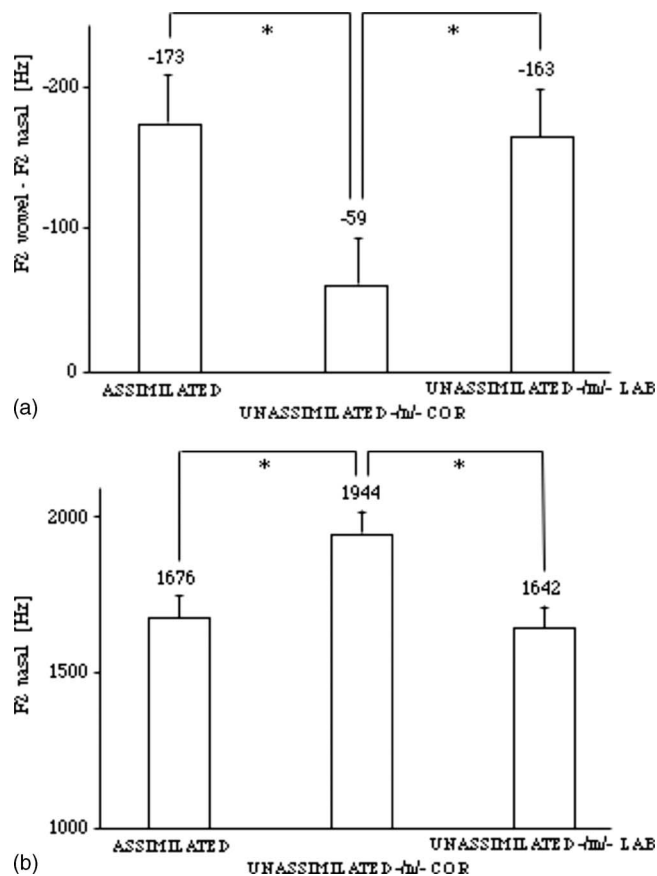 *
*
-173
-163
-200
-59
-100
0
F2 vowel - F2 nasal [Hz]
ASSIMILATED
UNASSIMILATED-/n/- COR
UNASSIMILATED-/m/- LAB
(a)
*
*
1944
2000
1676
1642
1500
1000
F2 nasal [Hz]
ASSIMILATED
UNASSIMILATED-/n/- COR
UNASSIMILATED-/m/- LAB
(b)